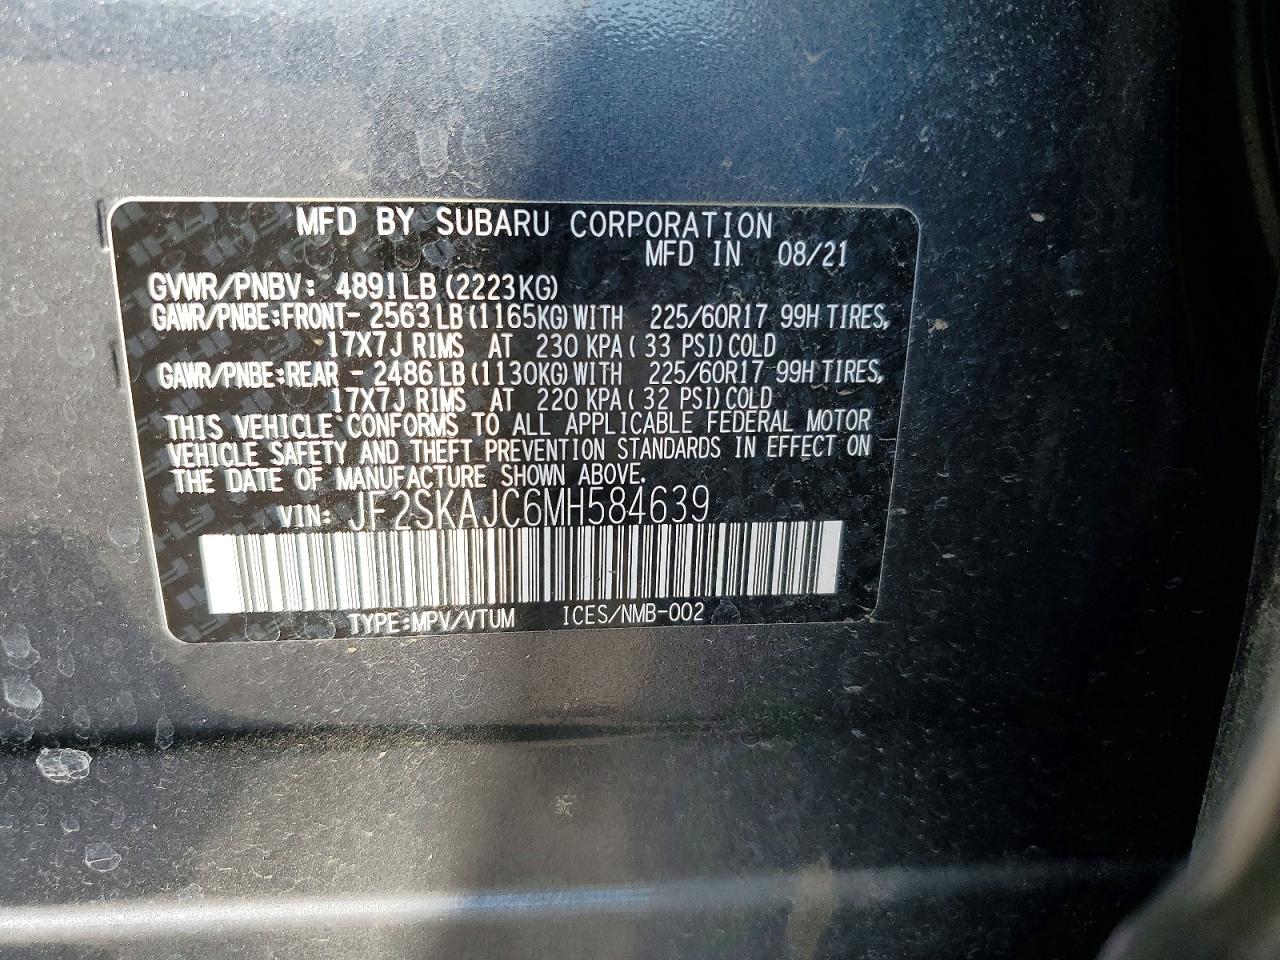 MFD BY SUBARU CORPORATION
MFD IN 08/21
GVWR/PNBV: 4891LB(2223KG)
GAWR/PNBE:FRONT- 2563LB(1165KG)WITH 225/60R17 99H TIRES,
17X7J RIMS AT 230 KPA( 33 PSI)COLD
GAWR/PNBE:REAR - 2486LB(1130KG)WITH 225/60R17 99H TIRES,
17X7J RIMS AT 220 KPA( 32 PSI)COLD
THIS VEHICLE CONFORMS TO ALL APPLICABLE FEDERAL MOTOR
VEHICLE SAFETY AND THEFT PREVENTION STANDARDS IN EFFECT ON
THE DATE OF MANUFACTURE SHOWN ABOVE.
VIN: JF2SKAJC6MH584639
TYPE:MPV/VTUM ICES/NMB-002